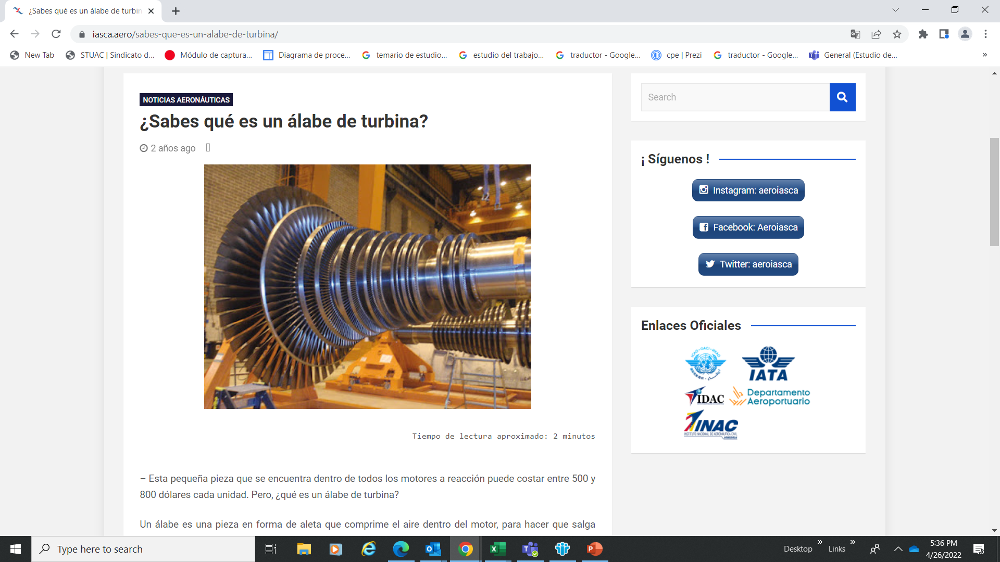 ¿Sabes qué es un álabe de turbin
iasca.aero/sabes-que-es-un-alabe-de-turbina/
New Tab
STUAC | Sindicato d...
Módulo de captura...
Diagrama de proce...
temario de estudio...
estudio del trabajo...
traductor - Google...
cpe | Prezi
traductor - Google...
General (Estudio de...
NOTICIAS AERONÁUTICAS
¿Sabes qué es un álabe de turbina?
2 años ago
Tiempo de lectura aproximado: 2 minutos
– Esta pequeña pieza que se encuentra dentro de todos los motores a reacción puede costar entre 500 y
800 dólares cada unidad. Pero, ¿qué es un álabe de turbina?
Un álabe es una pieza en forma de aleta que comprime el aire dentro del motor, para hacer que salga
Search
¡ Síguenos !
Instagram: aeroiasca
Facebook: Aeroiasca
Twitter: aeroiasca
Enlaces Oficiales
IATA
IDAC
Departamento
Aeroportuario
INAC
INSTITUTO NACIONAL DE AERONÁUTICA CIVIL
Type here to search
Desktop
Links
5:36 PM
4/26/2022